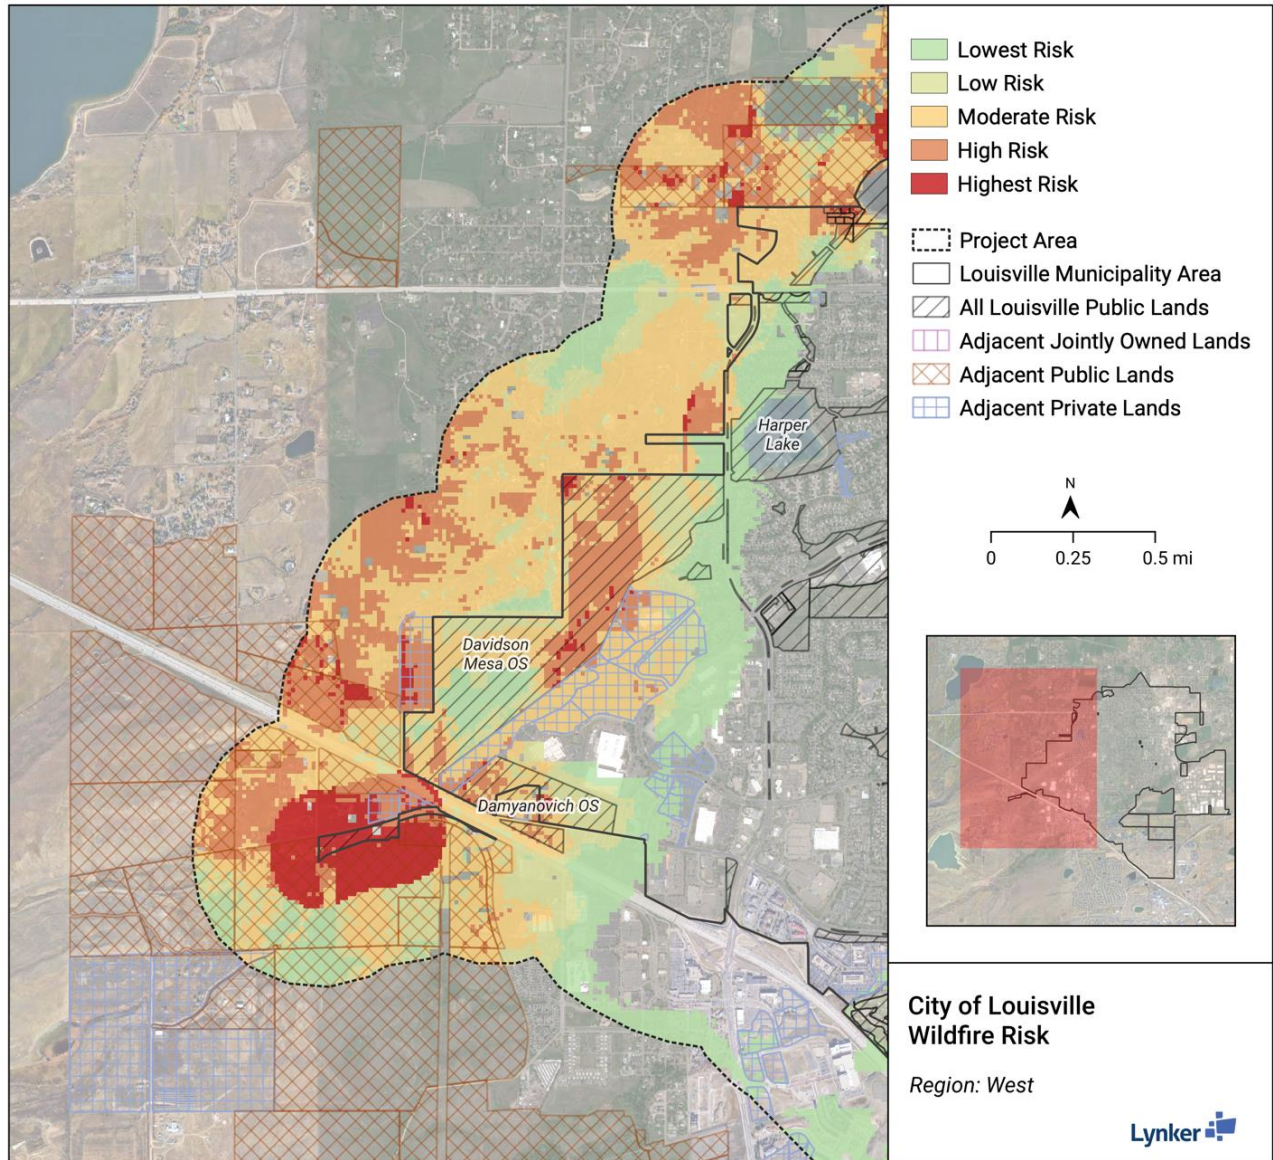 Lowest Risk
Low Risk
Moderate Risk
High Risk
Highest Risk
Project Area
Louisville Municipality Area
All Louisville Public Lands
Adjacent Jointly Owned Lands
Adjacent Public Lands
Adjacent Private Lands
Harper
Lake
Davidson
Mesa OS
Damyanovich OS
N
0 0.25 0.5 mi
City of Louisville
Wildfire Risk
Region: West
Lynker